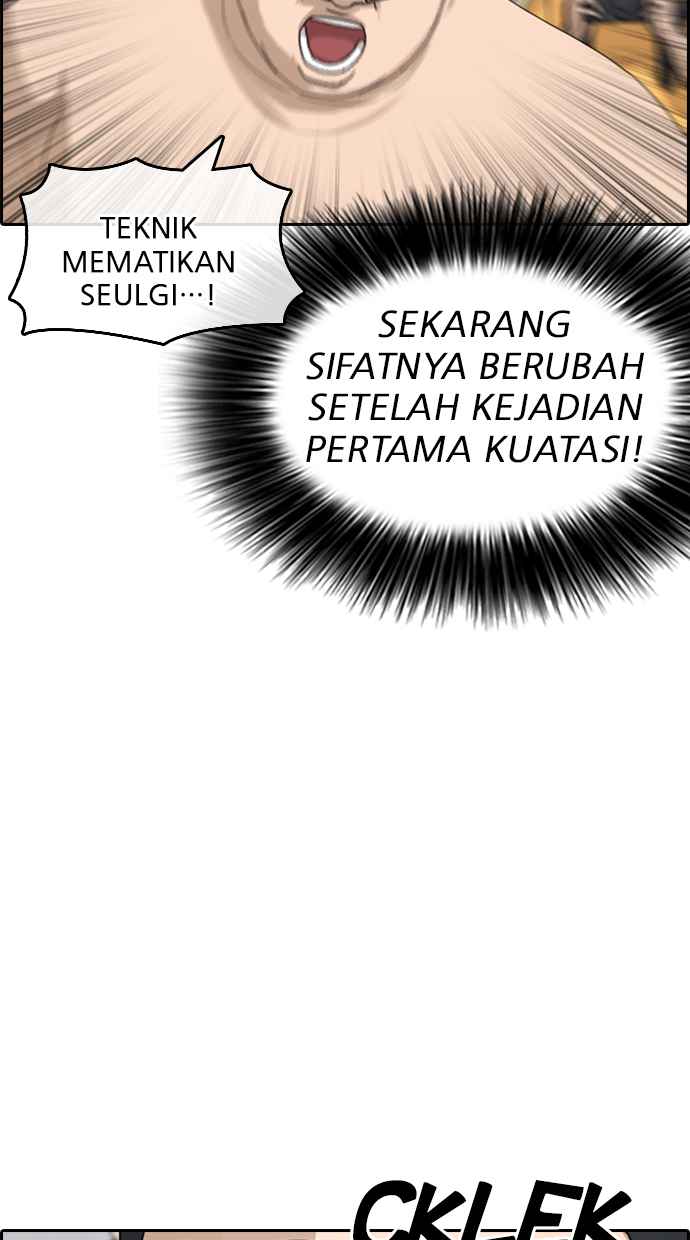 TEKNIK
MEMATIKAN
SEULGI…!
SEKARANG
SIFATNYA BERUBAH
SETELAH KEJADIAN
PERTAMA KUATASI!
CKLEK